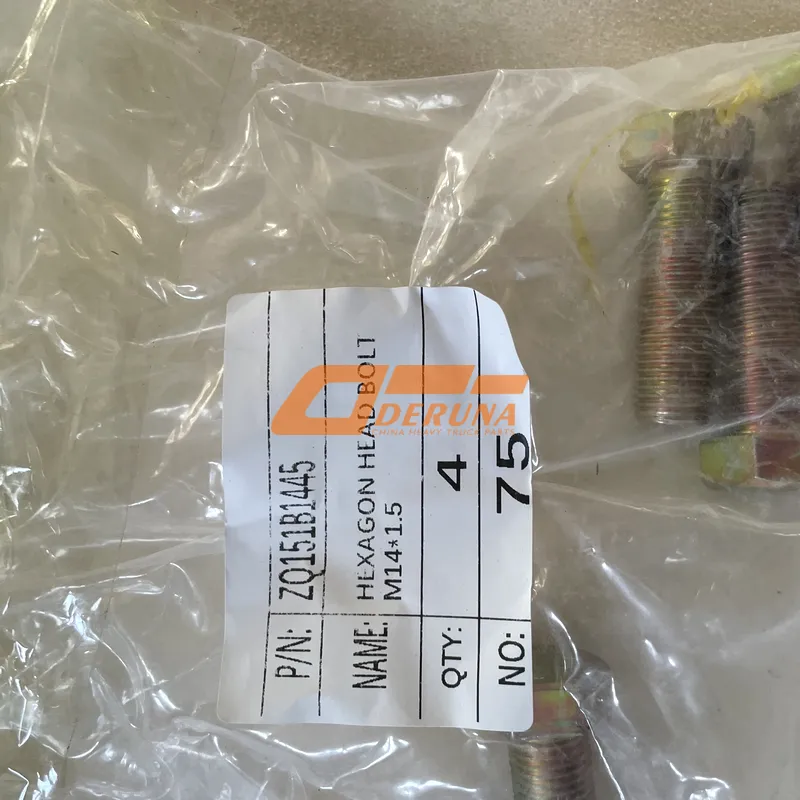 P/N: ZQ151B1445
NAME: HEXAGON HEAD BOLT
M14*1.5
QTY: 4
NO: 75
DERUNA
CHINA HEAVY TRUCK PARTS